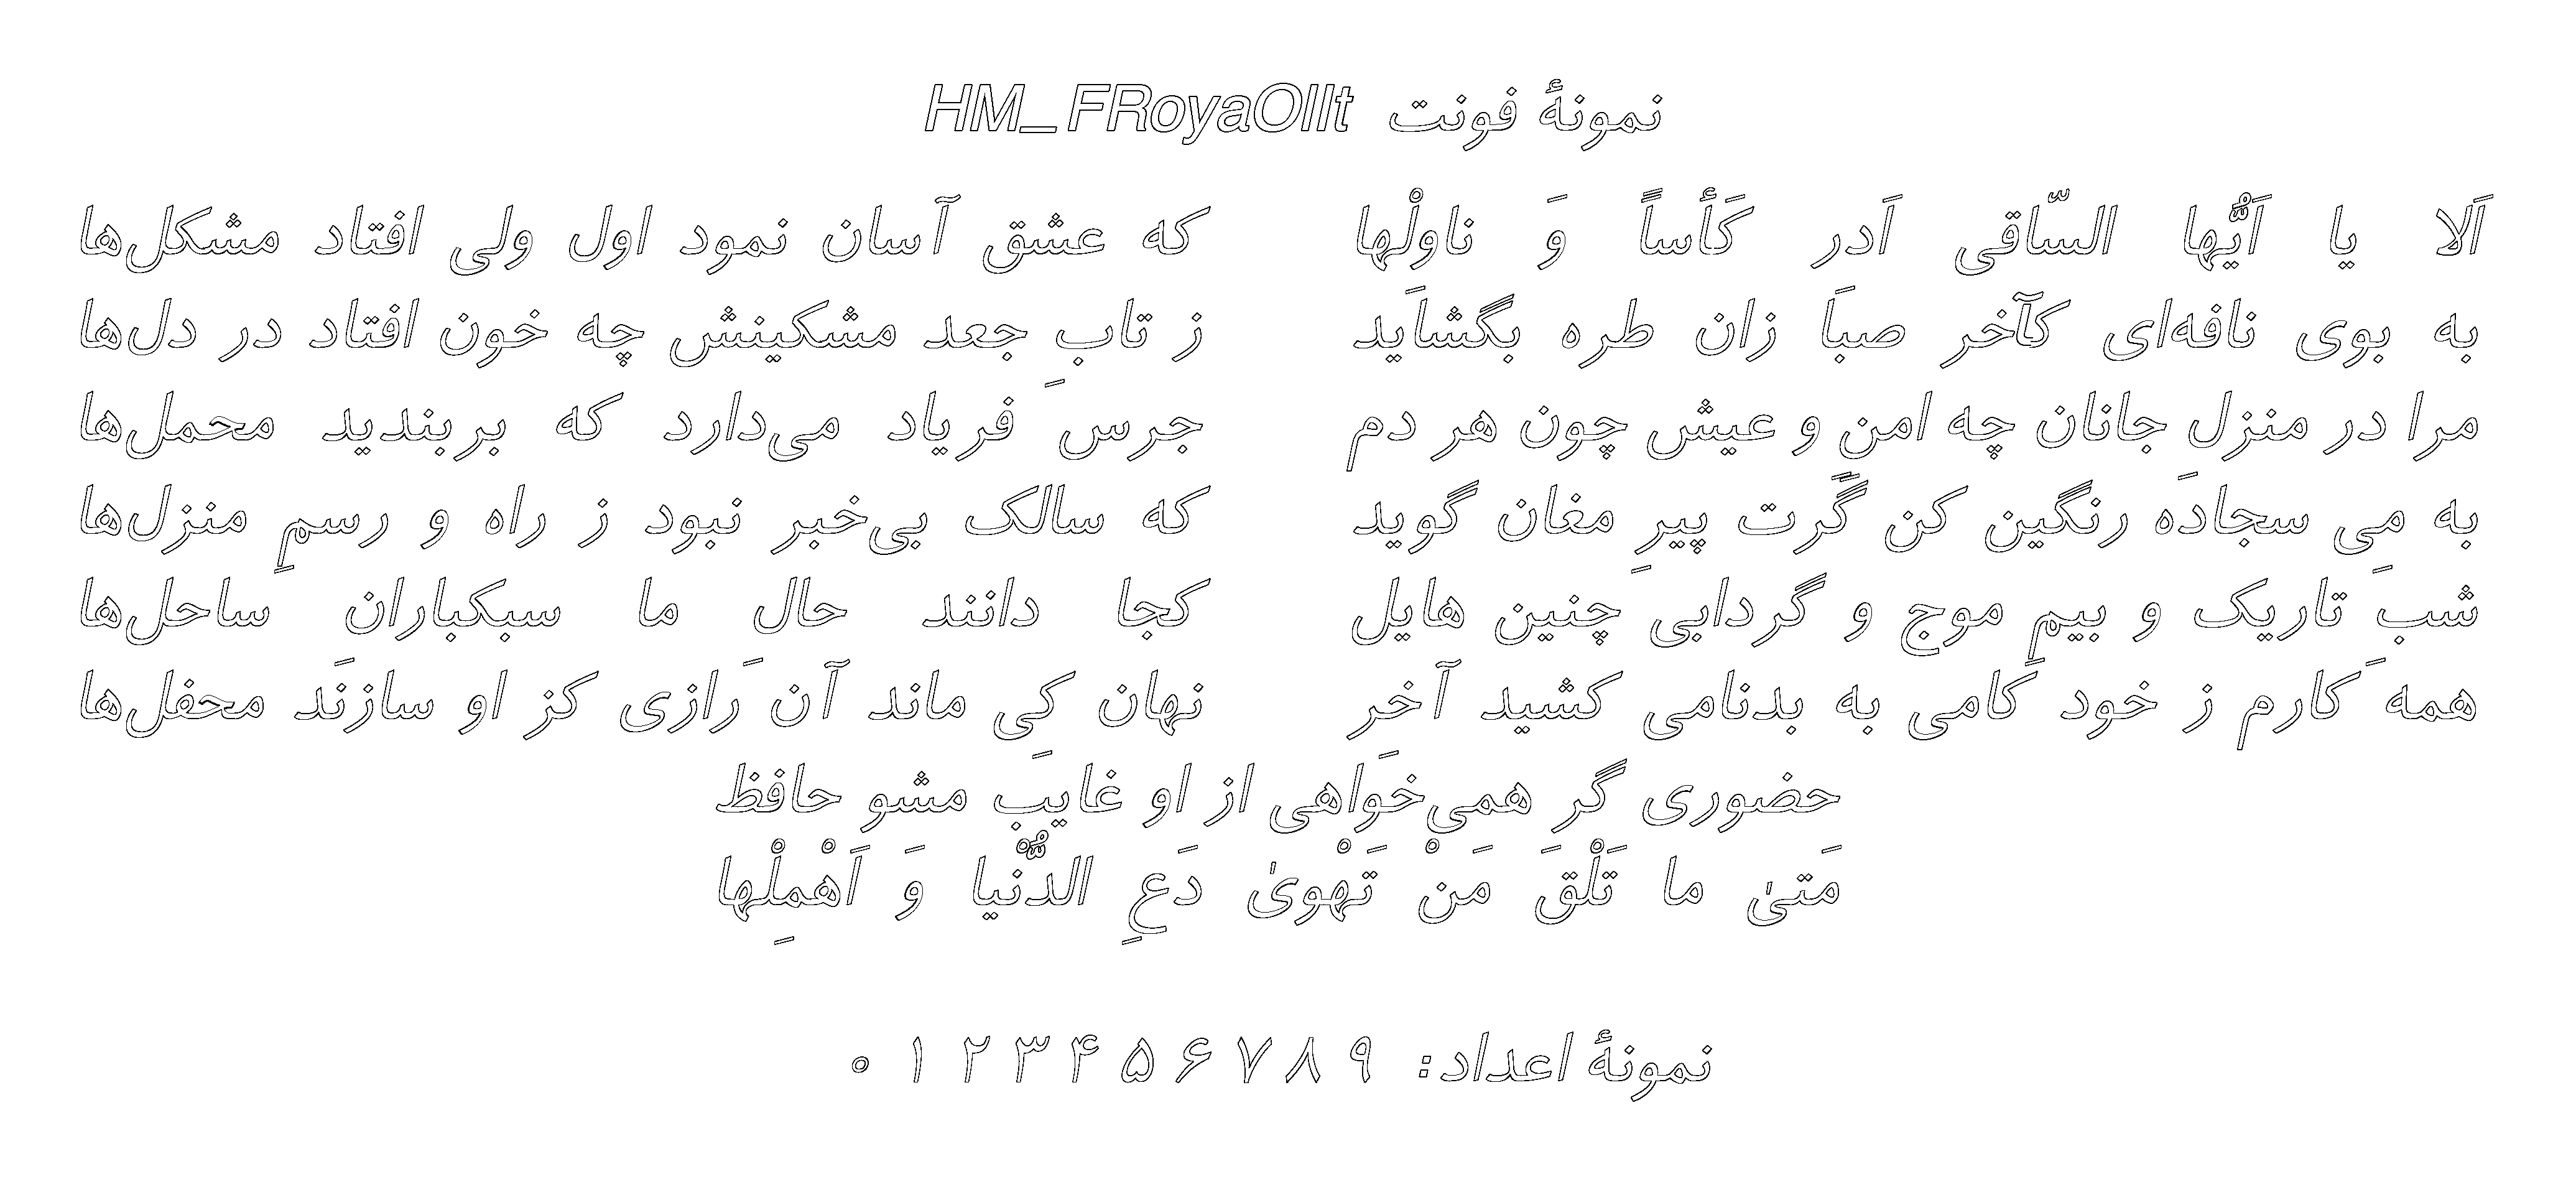 نمونهٔ فونت HM_FRoyaOlIt
اَلا یا اَیُّها السّاقی اَدر کَأساً وَ ناوِلْها که عشق آسان نمود اول ولی افتاد مشکل‌ها
به بوی نافه‌ای کآخر صبا زان طره بگشاید ز تابِ جعد مشکینش چه خون افتاد در دل‌ها
مرا در منزل جانان چه امن و عیش چون هر دم جرس فریاد می‌دارد که بربندید محمل‌ها
به مِی سجاده رنگین کن گرت پیرِ مغان گوید که سالک بی‌خبر نبود ز راه و رسمِ منزل‌ها
شبِ تاریک و بیمِ موج و گردابی چنین هایل کجا دانند حالِ ما سبکبارانِ ساحل‌ها
همه کارم ز خود کامی به بدنامی کشید آخر نهان کِی ماند آن رازی کز او سازند محفل‌ها
حضوری گر همی‌خواهی از او غایب مشو حافظ
مَتیٰ ما تَلْقَ مَنْ تَهْویٰ دَعِ الدُّنْیا وَ اَهْمِلْها
نمونهٔ اعداد: ۹ ۸ ۷ ۶ ۵ ۴ ۳ ۲ ۱ ۰